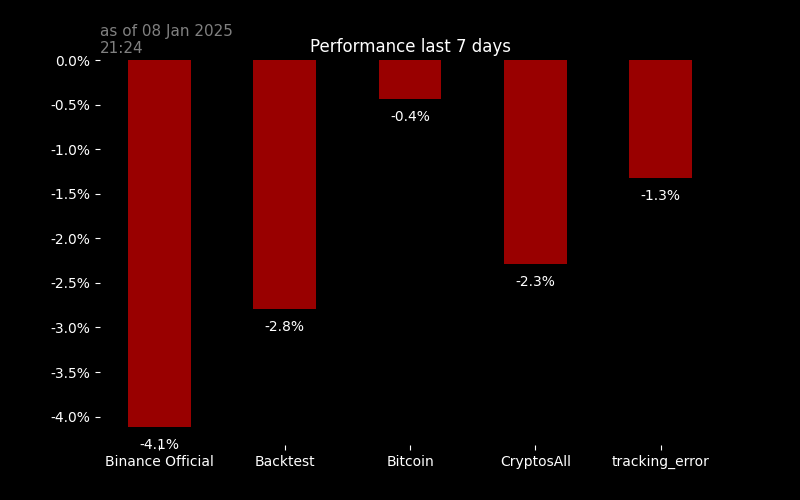 as of 08 Jan 2025
21:24
Performance last 7 days
0.0%
-0.5%
-1.0%
-1.5%
-2.0%
-2.5%
-3.0%
-3.5%
-4.0%
-4.1%
-2.8%
-0.4%
-2.3%
-1.3%
Binance Official
Backtest
Bitcoin
CryptosAll
tracking_error